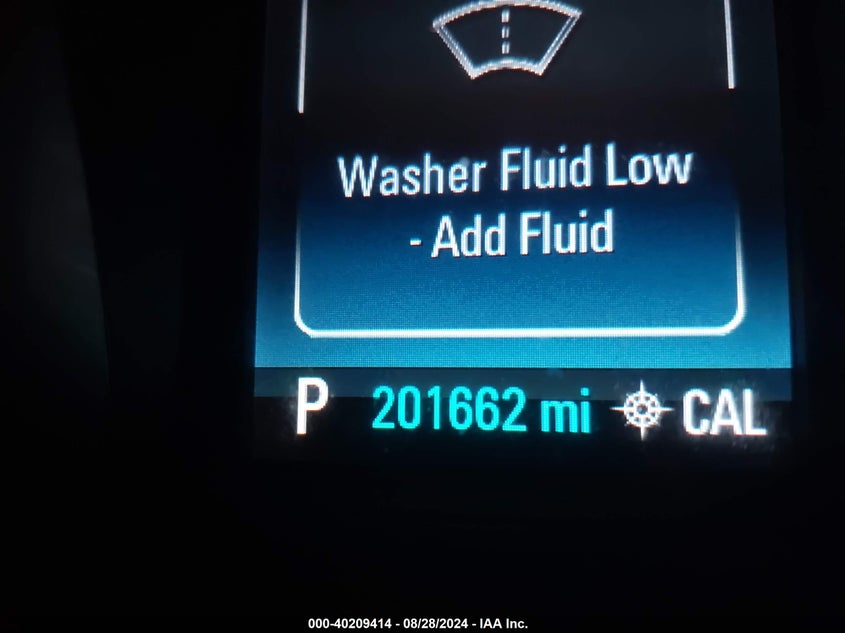 Washer Fluid Low
- Add Fluid
P 201662 mi CAL
000-40209414 - 08/28/2024 - IAA Inc.